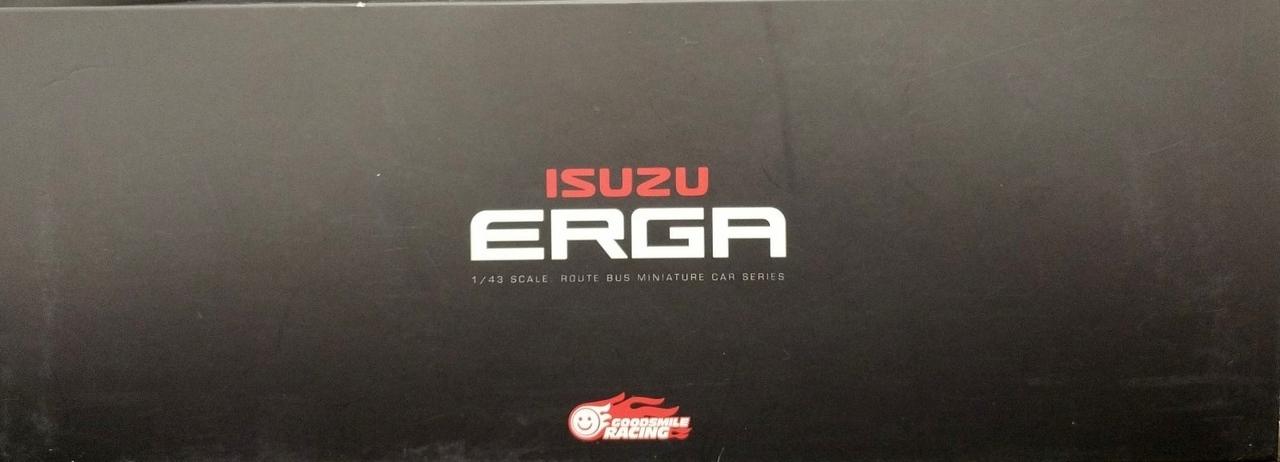 ISUZU
ERGA
1/43 SCALE: ROUTE BUS MINIATURE CAR SERIES
GOODSMILE
RACING